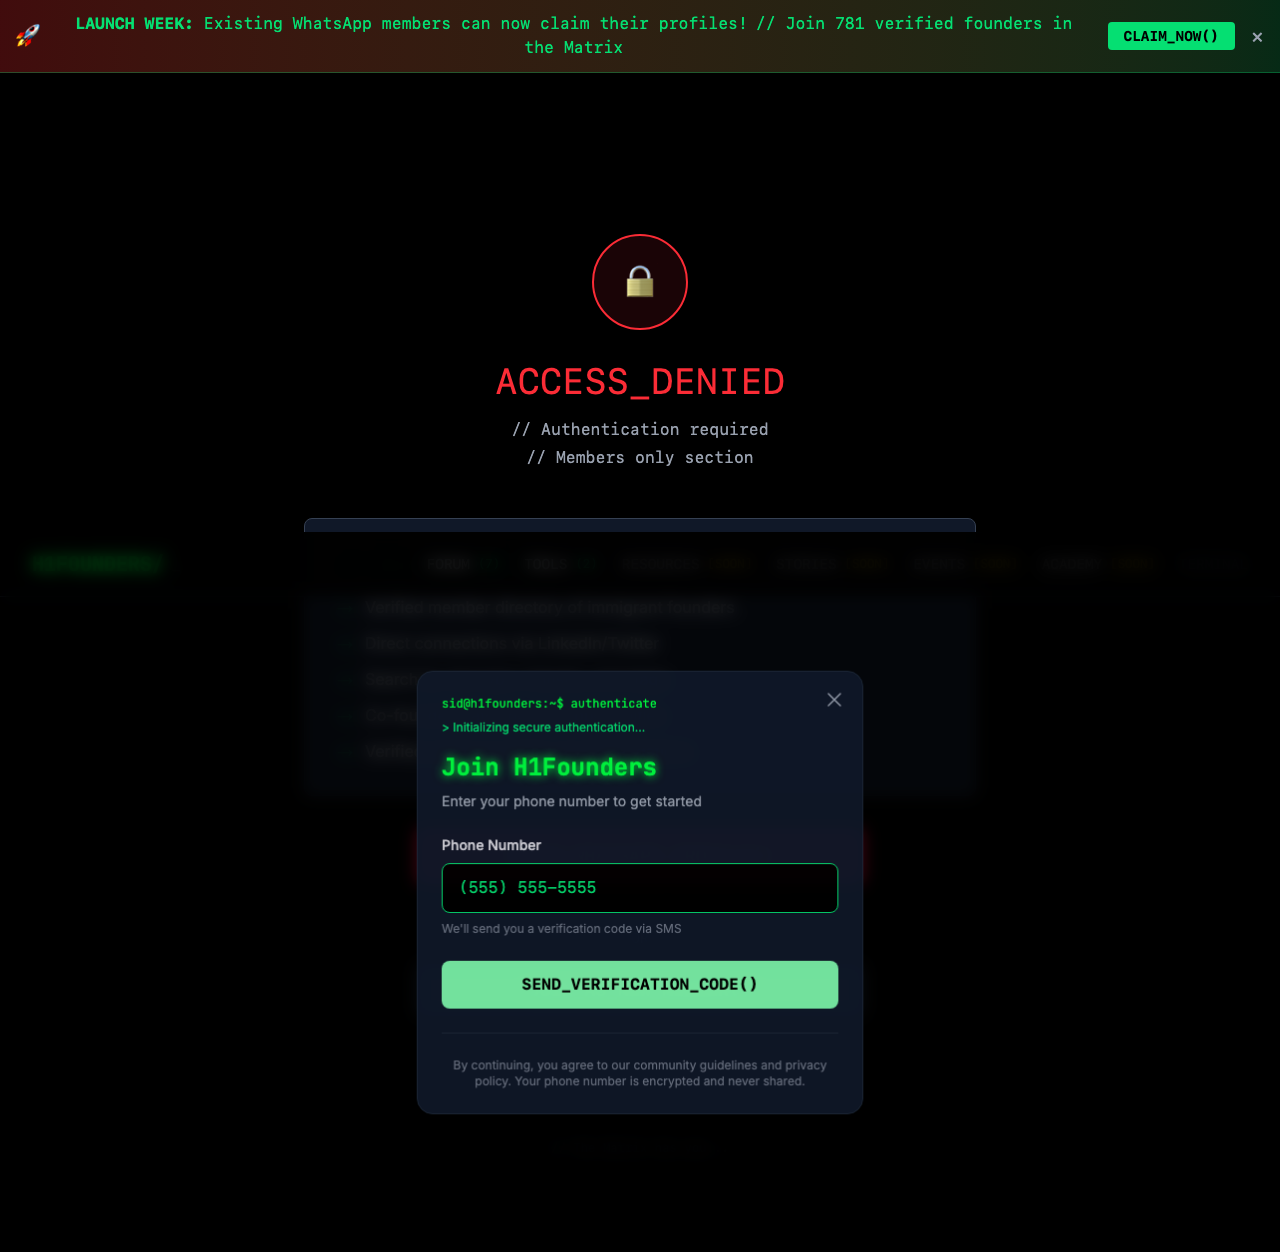 LAUNCH WEEK: Existing WhatsApp members can now claim their profiles! // Join 781 verified founders in
the Matrix
CLAIM_NOW()
×
ACCESS_DENIED
// Authentication required
// Members only section
sid@h1founders:~$ authenticate
> Initializing secure authentication...
Join H1Founders
Enter your phone number to get started
Phone Number
(555) 555-5555
We'll send you a verification code via SMS
SEND_VERIFICATION_CODE()
By continuing, you agree to our community guidelines and privacy
policy. Your phone number is encrypted and never shared.